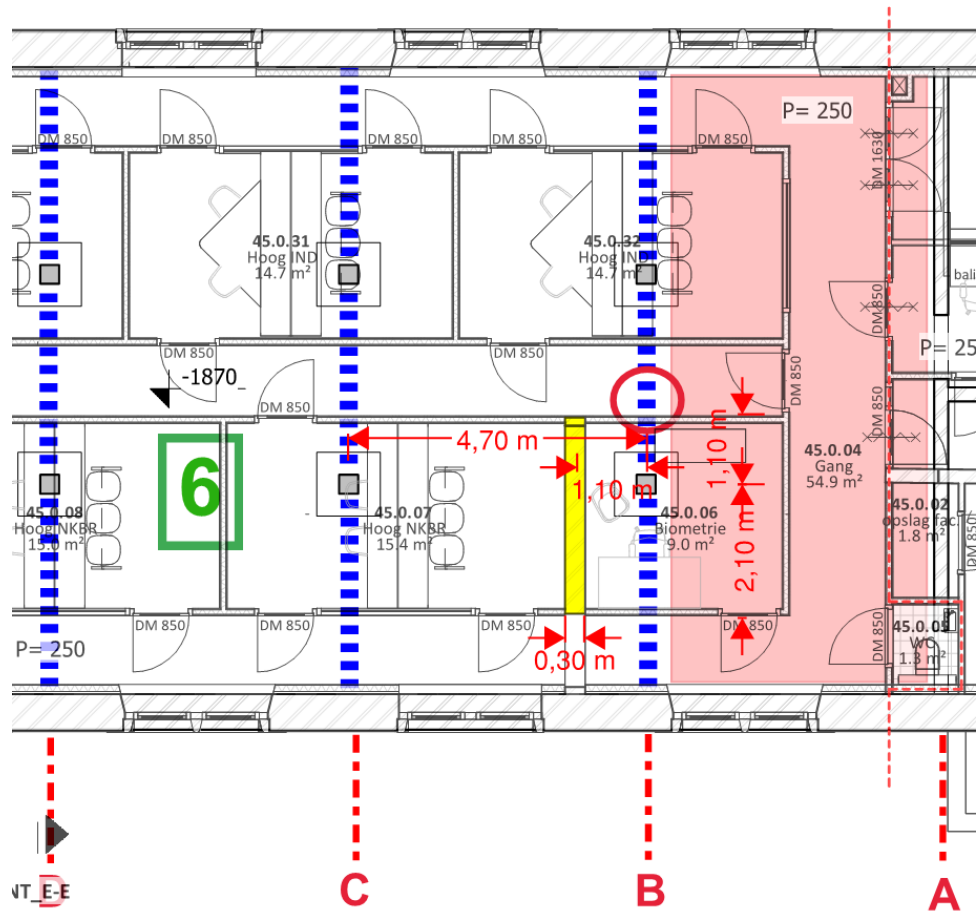 P= 250
DM 850
DM 850
DM 850
DM 850
DM 850
DM 1630
45.0.31
Hoog IND
14.7 m²
45.0.32
Hoog IND
14.7 m²
bali
DM 850
P= 25
DM 850
DM 850
DM 850
-1870
DM 850
DM 850
4,70 m
1,10 m
1,10 m
45.0.04
Gang
54.9 m²
6
45.0.08
Hoog NKBR
15.0 m²
45.0.07
Hoog NKBR
15.4 m²
45.0.06
Biometrie
9.0 m²
2,10 m
45.0.02
opslag fac.
1.8 m²
DM 850
DM 850
DM 850
DM 850
DM 850
DM 850
45.0.05
WC
1.3 m²
P= 250
0,30 m
D
C
B
A
NT_E-E